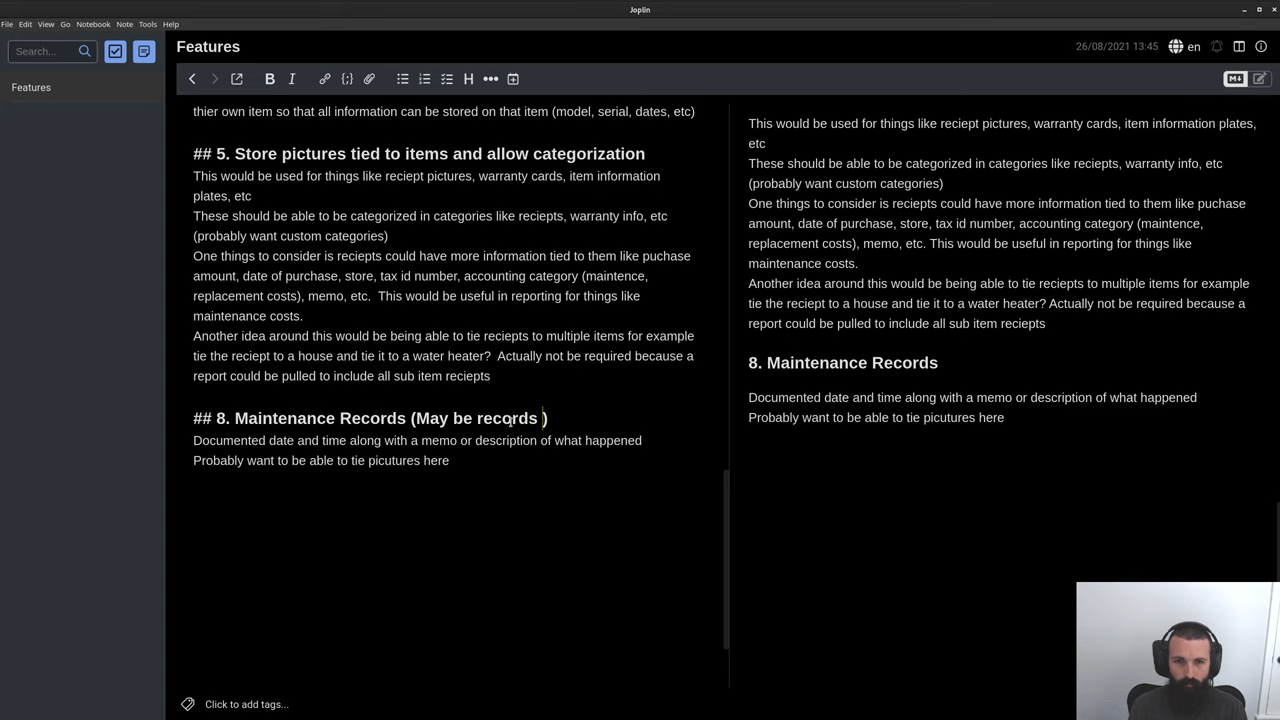 Joplin
File Edit View Go Notebook Note Tools Help
Search...
Features
Features
26/08/2021 13:45
en
thier own item so that all information can be stored on that item (model, serial, dates, etc)
## 5. Store pictures tied to items and allow categorization
This would be used for things like reciept pictures, warranty cards, item information
plates, etc
These should be able to be categorized in categories like reciepts, warranty info, etc
(probably want custom categories)
One things to consider is reciepts could have more information tied to them like puchase
amount, date of purchase, store, tax id number, accounting category (maintence,
replacement costs), memo, etc.  This would be useful in reporting for things like
maintenance costs.
Another idea around this would be being able to tie reciepts to multiple items for example
tie the reciept to a house and tie it to a water heater?  Actually not be required because a
report could be pulled to include all sub item reciepts
## 8. Maintenance Records (May be records )
Documented date and time along with a memo or description of what happened
Probably want to be able to tie picutures here
This would be used for things like reciept pictures, warranty cards, item information plates,
etc
These should be able to be categorized in categories like reciepts, warranty info, etc
(probably want custom categories)
One things to consider is reciepts could have more information tied to them like puchase
amount, date of purchase, store, tax id number, accounting category (maintence,
replacement costs), memo, etc. This would be useful in reporting for things like
maintenance costs.
Another idea around this would be being able to tie reciepts to multiple items for example
tie the reciept to a house and tie it to a water heater? Actually not be required because a
report could be pulled to include all sub item reciepts
8. Maintenance Records
Documented date and time along with a memo or description of what happened
Probably want to be able to tie picutures here
Click to add tags...